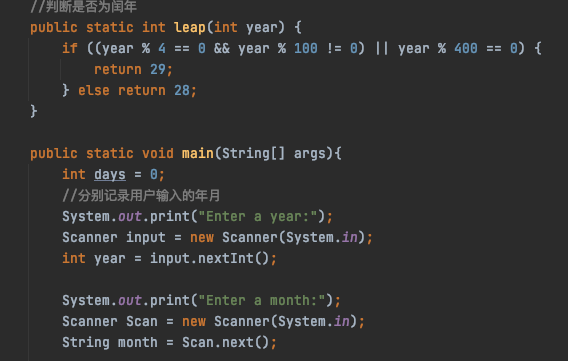 //判断是否为闰年
public static int leap(int year) {
if ((year % 4 == 0 && year % 100 != 0) || year % 400 == 0) {
return 29;
} else return 28;
}
public static void main(String[] args){
int days = 0;
//分别记录用户输入的年月
System.out.print("Enter a year:");
Scanner input = new Scanner(System.in);
int year = input.nextInt();
System.out.print("Enter a month:");
Scanner Scan = new Scanner(System.in);
String month = Scan.next();